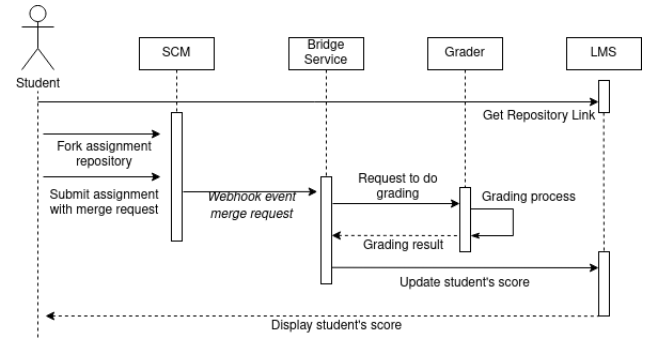 Student
SCM
Bridge
Service
Grader
LMS
Get Repository Link
Fork assignment
repository
Submit assignment
with merge request
Webhook event
merge request
Request to do
grading
Grading process
Grading result
Update student's score
Display student's score